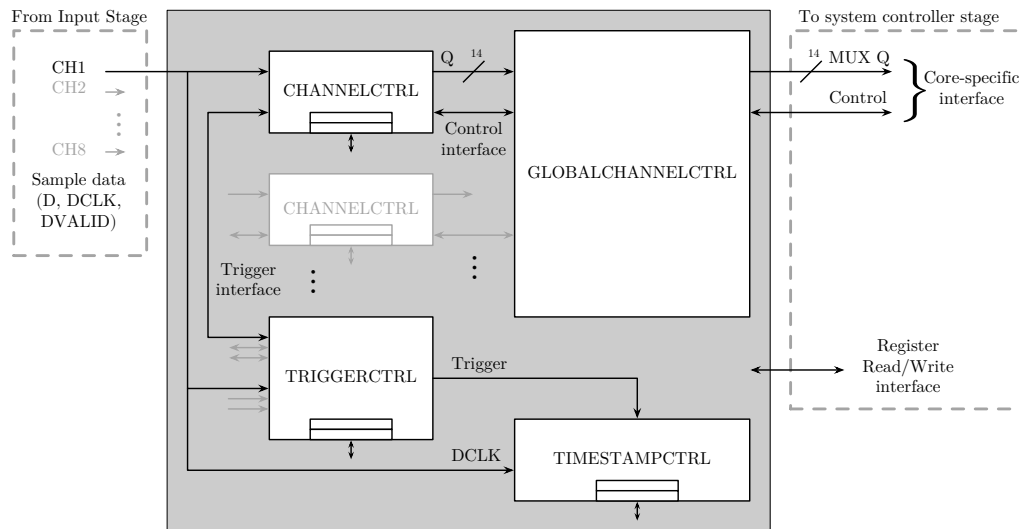 From Input Stage
To system controller stage
CH1
CH2
CH8
Sample data
(D, DCLK,
DVALID)
CHANNELCTRL
Q
14
Control
interface
GLOBALCHANNELCTRL
14
MUX Q
Control
Core-specific
interface
CHANNELCTRL
Trigger
interface
TRIGGERCTRL
Trigger
Register
Read/Write
interface
DCLK
TIMESTAMPCTRL